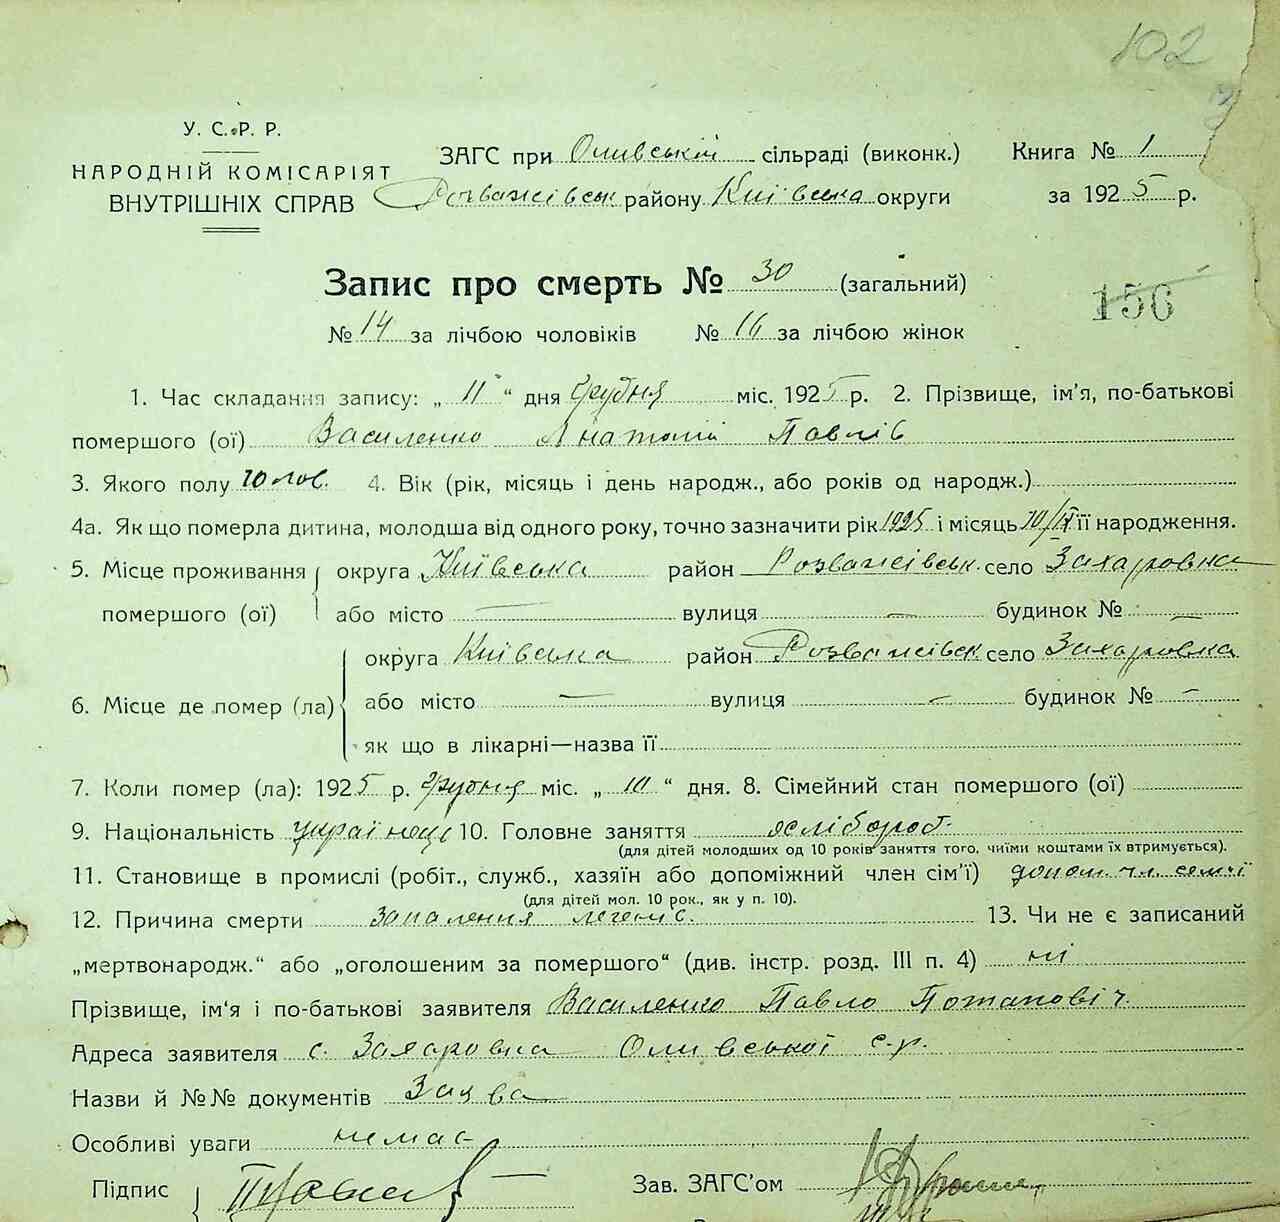 102
У. С. Р. Р.
НАРОДНІЙ КОМІСАРІЯТ
ВНУТРІШНІХ СПРАВ
ЗАГС при Оливській сільраді (виконк.)
Розважівськ району Київська округи
Книга № 1
за 1925 р.
Запис про смерть № 30 (загальний)
156
№ 14 за лічбою чоловіків № 16 за лічбою жінок
1. Час складання запису: „ 11 “ дня Грудня міс. 1925 р. 2. Прізвище, ім'я, по-батькові
помершого (ої) Василенко Анатолій Павлів
3. Якого полу чолов. 4. Вік (рік, місяць і день народж., або років од народж.)
4а. Як що померла дитина, молодша від одного року, точно зазначити рік 1925 і місяць 10/IX її народження.
5. Місце проживання помершого (ої) округа Київська район Розважівськ. село Захаровка
або місто — вулиця — будинок № —
6. Місце де помер (ла) округа Київська район Розважівськ село Захаровка
або місто — вулиця — будинок № —
як що в лікарні—назва її
7. Коли помер (ла): 1925 р. грудня міс. „ 10 “ дня. 8. Сімейний стан помершого (ої)
9. Національність українець 10. Головне заняття хліборob
(для дітей молодших од 10 років заняття того, чиїми коштами їх втримується).
11. Становище в промислі (робіт., служб., хазяїн або допоміжний член сім'ї) допом. чл. семʼї
(для дітей мол. 10 рок., як у п. 10).
12. Причина смерти Запалення легенів. 13. Чи не є записаний
„мертвонародж.“ або „оголошеним за помершого“ (див. інстр. розд. III п. 4) ні
Прізвище, ім'я і по-батькові заявителя Василенко Павло Потапович.
Адреса заявителя с. Захаровка Оливської с.р.
Назви й №№ документів Заява
Особливі уваги немає
Підпис
Зав. ЗАГС'ом